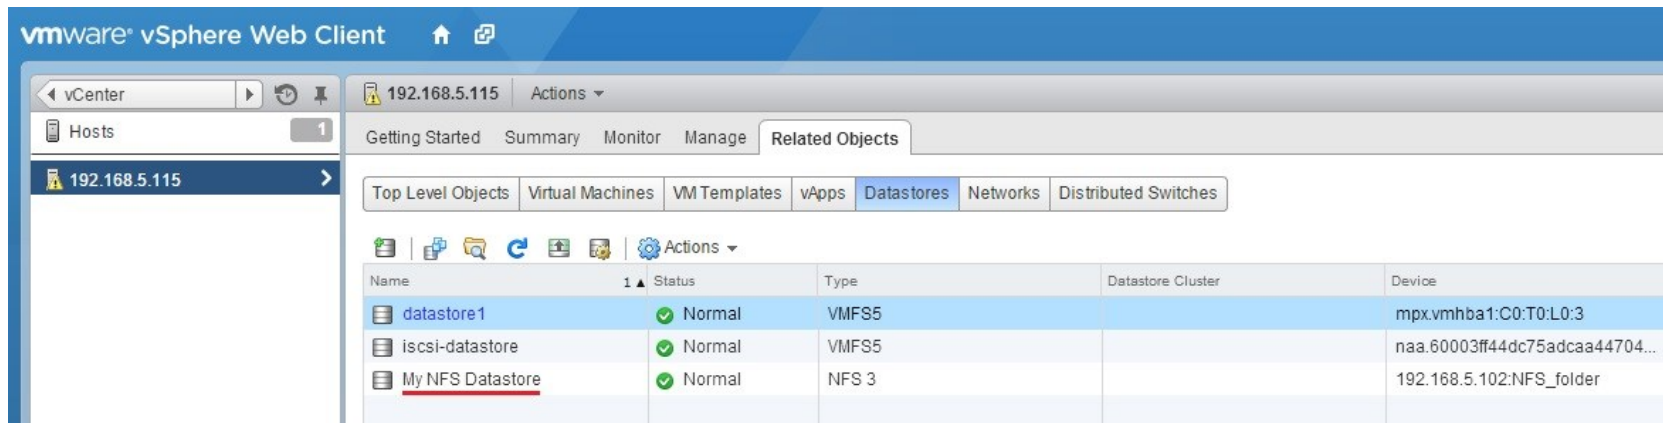 vmware® vSphere Web Client
vCenter
Hosts 1
192.168.5.115
192.168.5.115 Actions
Getting Started Summary Monitor Manage Related Objects
Top Level Objects Virtual Machines VM Templates vApps Datastores Networks Distributed Switches
Actions
Name 1 ▲ Status Type Datastore Cluster Device
datastore1 Normal VMFS5 mpx.vmhba1:C0:T0:L0:3
iscsi-datastore Normal VMFS5 naa.60003ff44dc75adcaa44704...
My NFS Datastore Normal NFS 3 192.168.5.102:NFS_folder